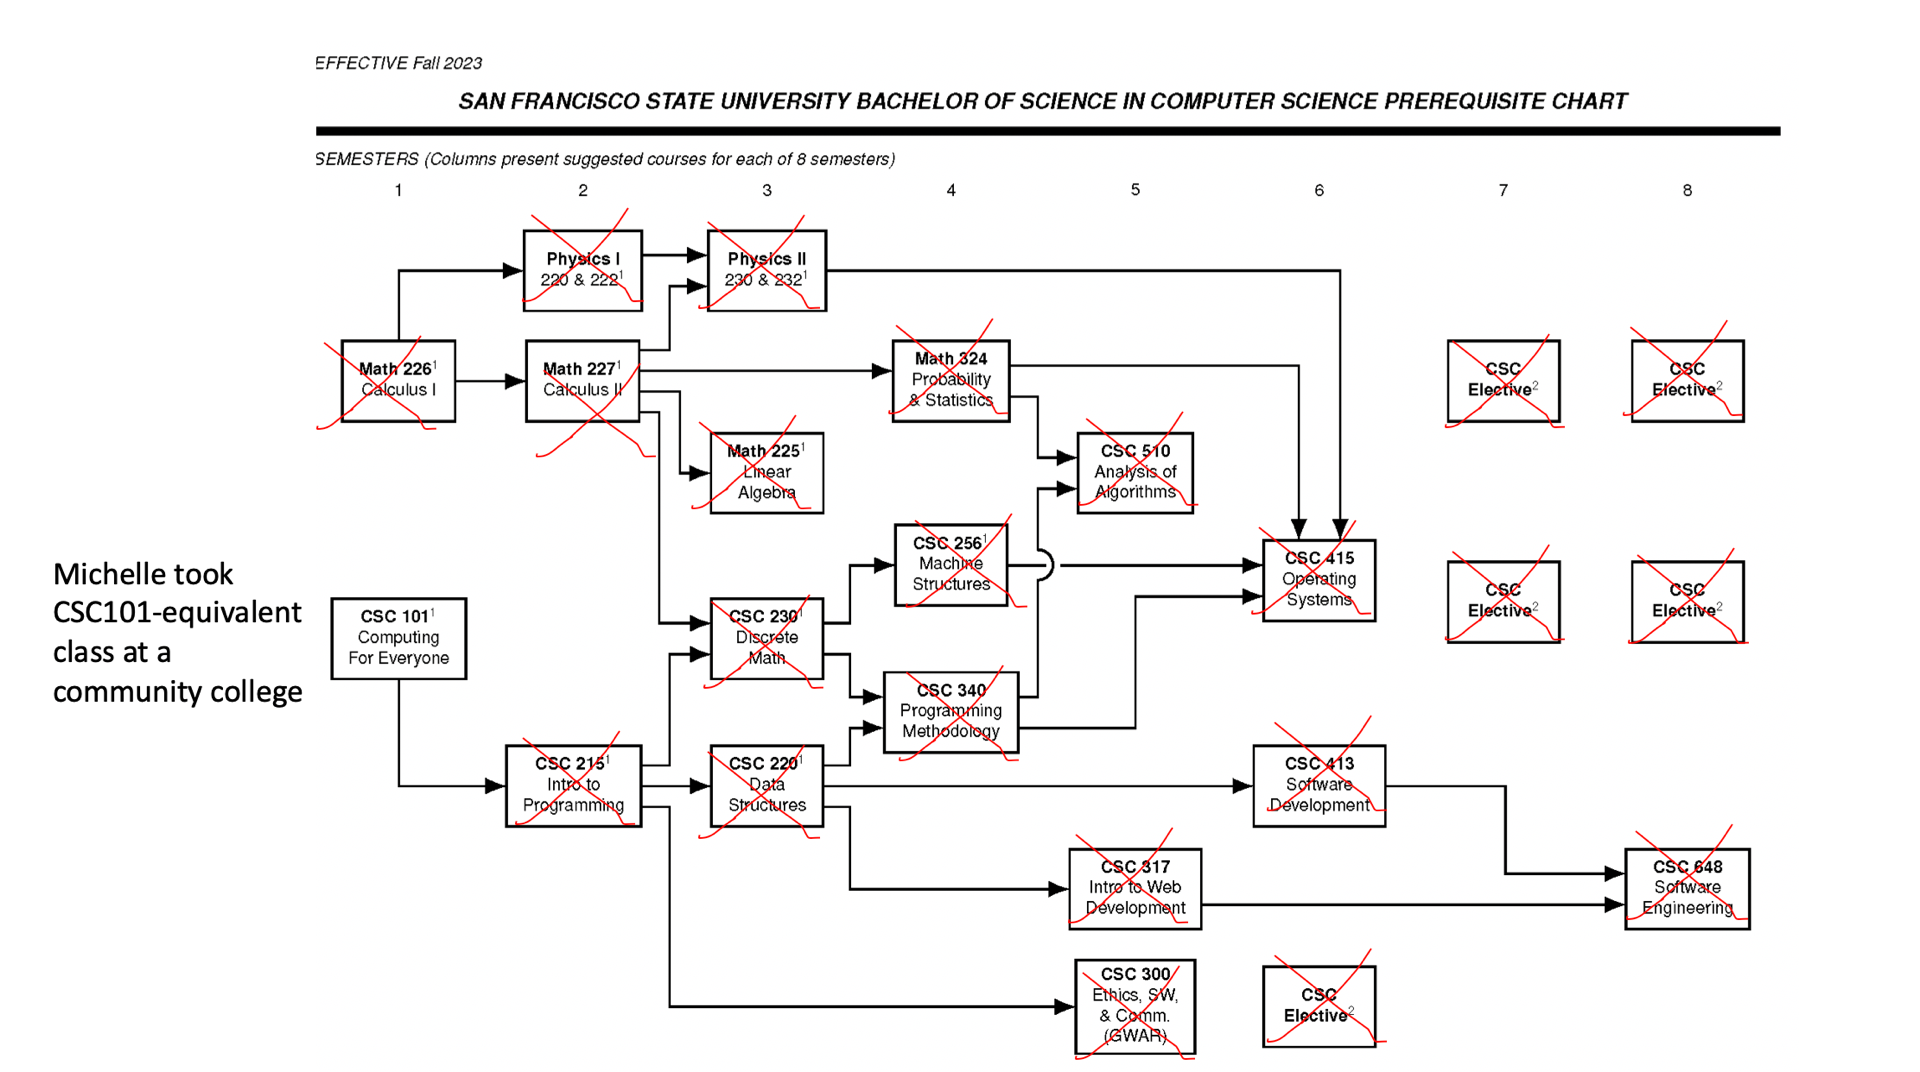 EFFECTIVE Fall 2023
SAN FRANCISCO STATE UNIVERSITY BACHELOR OF SCIENCE IN COMPUTER SCIENCE PREREQUISITE CHART
SEMESTERS (Columns present suggested courses for each of 8 semesters)
1 2 3 4 5 6 7 8
Physics I
220 & 222¹
Physics II
230 & 232¹
Math 226¹
Calculus I
Math 227¹
Calculus II
Math 324
Probability
& Statistics
CSC
Elective²
CSC
Elective²
Math 225¹
Linear
Algebra
CSC 510
Analysis of
Algorithms
CSC 256¹
Machine
Structures
CSC 415
Operating
Systems
CSC
Elective²
CSC
Elective²
Michelle took
CSC101-equivalent
class at a
community college
CSC 101¹
Computing
For Everyone
CSC 230¹
Discrete
Math
CSC 340
Programming
Methodology
CSC 215¹
Intro to
Programming
CSC 220¹
Data
Structures
CSC 413
Software
Development
CSC 317
Intro to Web
Development
CSC 648
Software
Engineering
CSC 300
Ethics, SW,
& Comm.
(GWAR)
CSC
Elective²